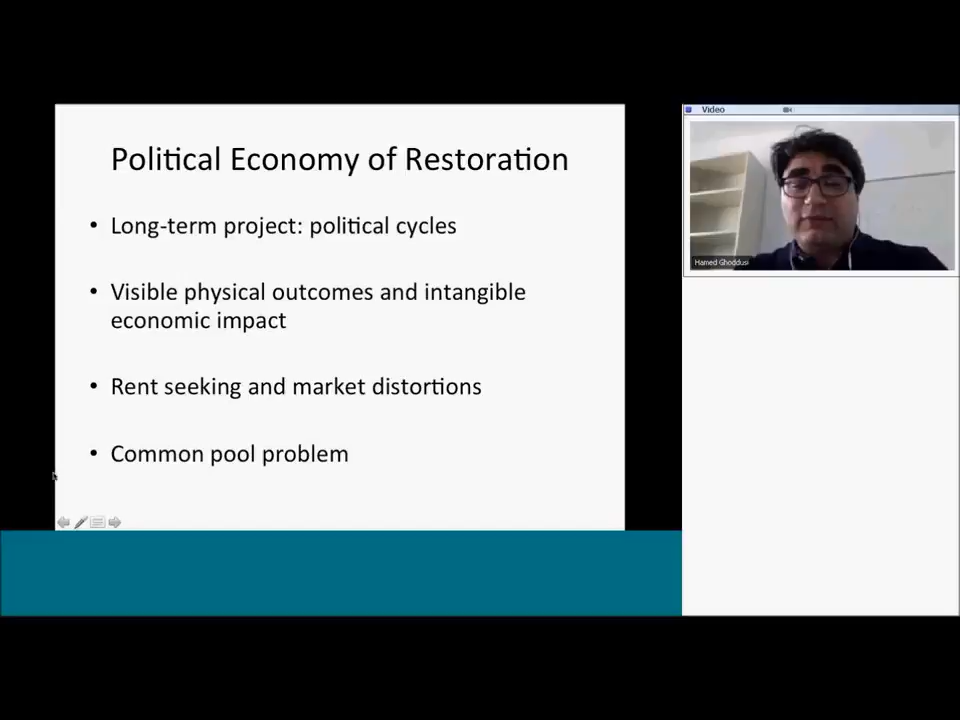 Political Economy of Restoration
• Long-term project: political cycles
• Visible physical outcomes and intangible
economic impact
• Rent seeking and market distortions
• Common pool problem
Video
Hamed Ghoddusi